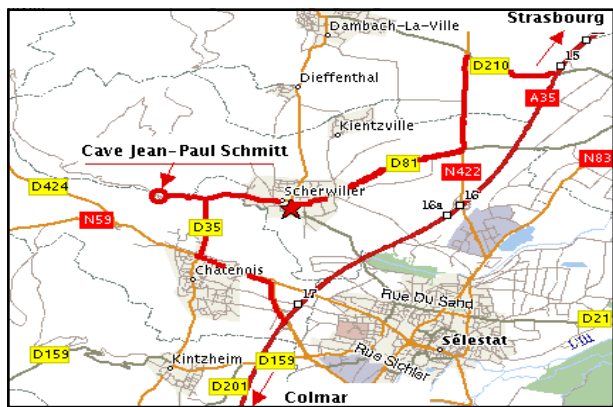 Strasbourg
Dambach-La-Ville
D210
15
Dieffenthal
A35
Kientzville
Cave Jean-Paul Schmitt
D81
N83
N422
D424
Scherwiller
16
16a
N59
D35
Chatenois
17
Rue Du Sand
D21
L'Ill
Sélestat
D159
D159
Rue Sichler
Kintzheim
D201
Colmar